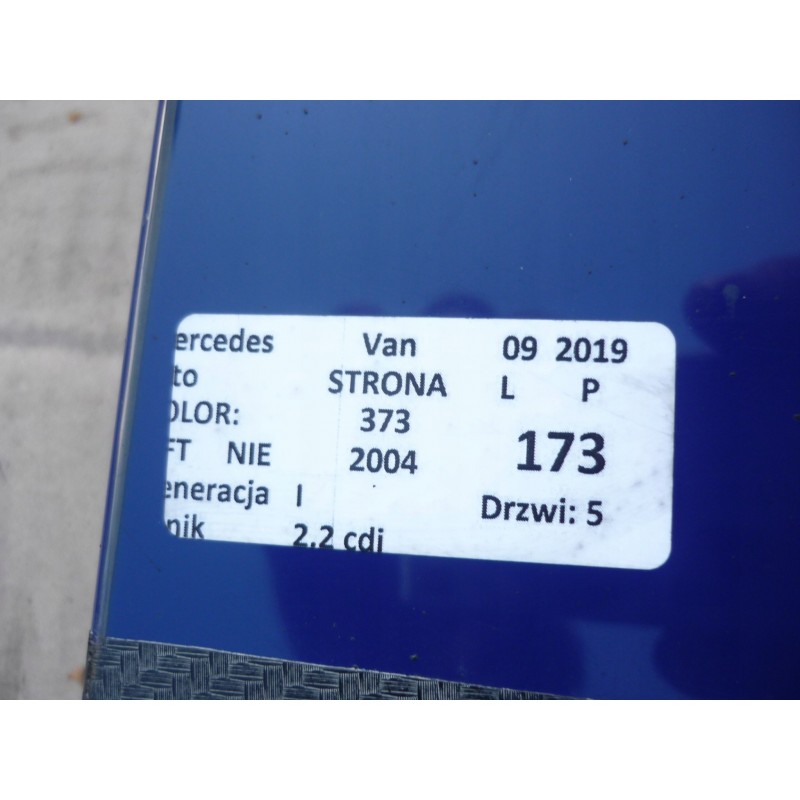 ercedes Van 09 2019
to STRONA L P
OLOR: 373
FT NIE 2004 173
eneracja I Drzwi: 5
nik 2.2 cdi